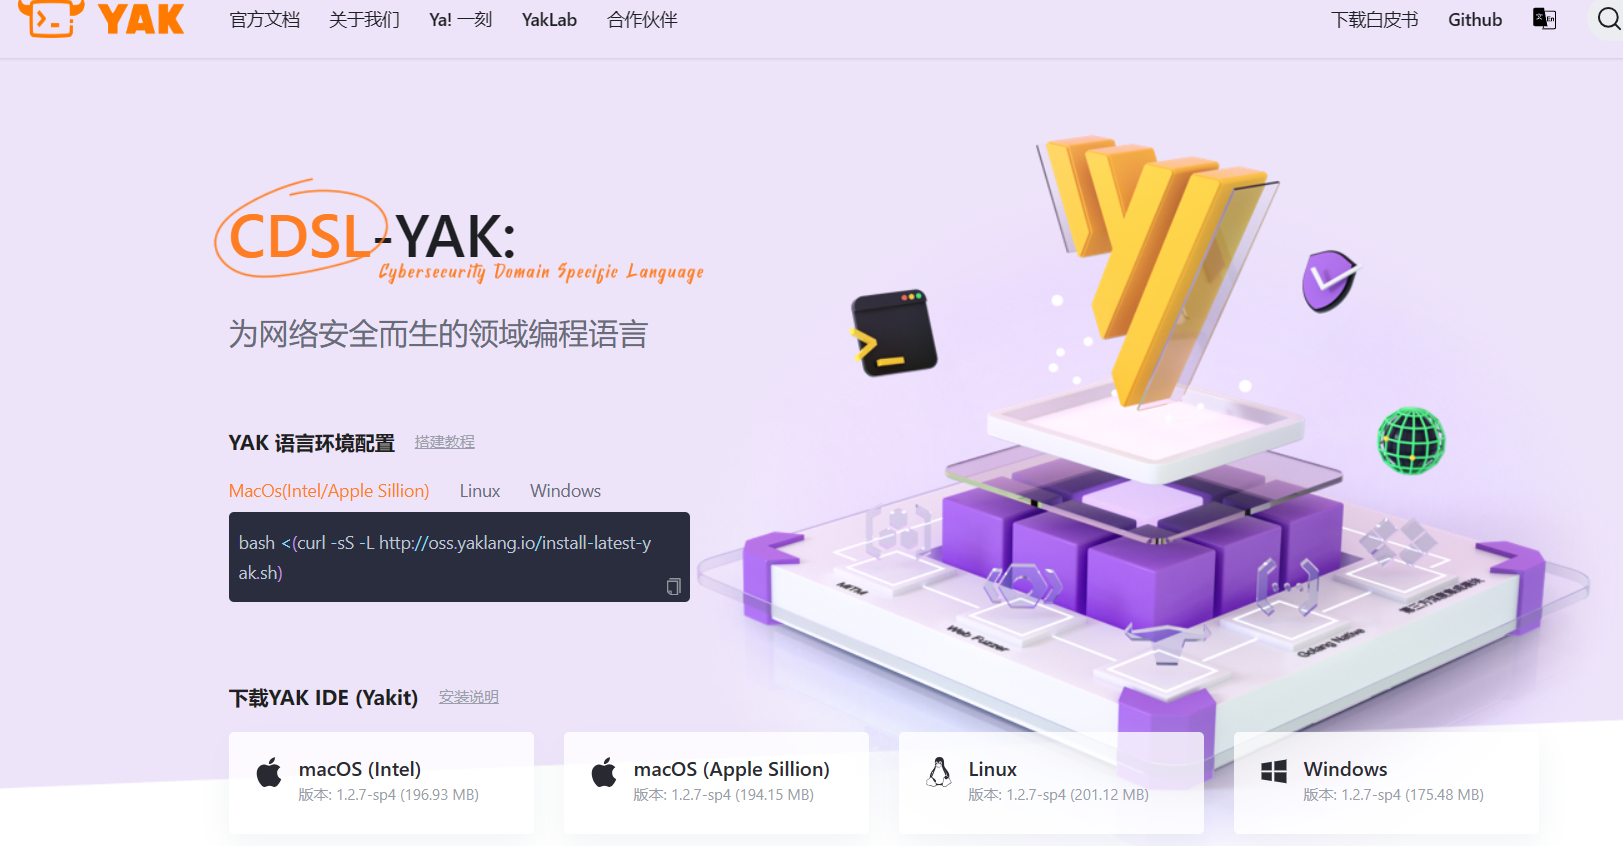 YAK
官方文档
关于我们
Ya! 一刻
YakLab
合作伙伴
下载白皮书
Github
文 En
CDSL-YAK:
Cybersecurity Domain Specific Language
为网络安全而生的领域编程语言
YAK 语言环境配置
搭建教程
MacOs(Intel/Apple Sillion)
Linux
Windows
bash <(curl -sS -L http://oss.yaklang.io/install-latest-y
ak.sh)
MITM
Web Fuzzer
Golang Native
下载YAK IDE (Yakit)
安装说明
macOS (Intel)
版本: 1.2.7-sp4 (196.93 MB)
macOS (Apple Sillion)
版本: 1.2.7-sp4 (194.15 MB)
Linux
版本: 1.2.7-sp4 (201.12 MB)
Windows
版本: 1.2.7-sp4 (175.48 MB)